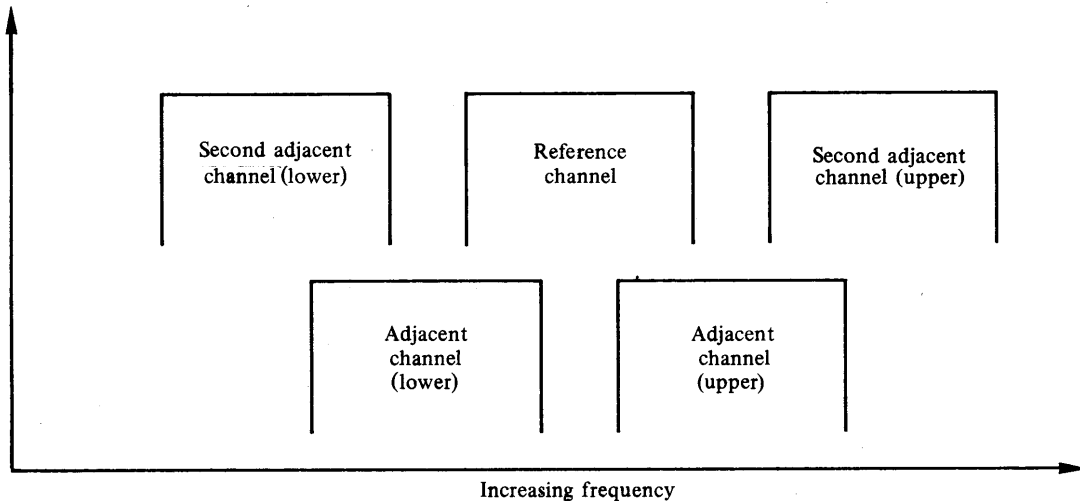 Second adjacent
channel (lower)
Reference
channel
Second adjacent
channel (upper)
Adjacent
channel
(lower)
Adjacent
channel
(upper)
Increasing frequency